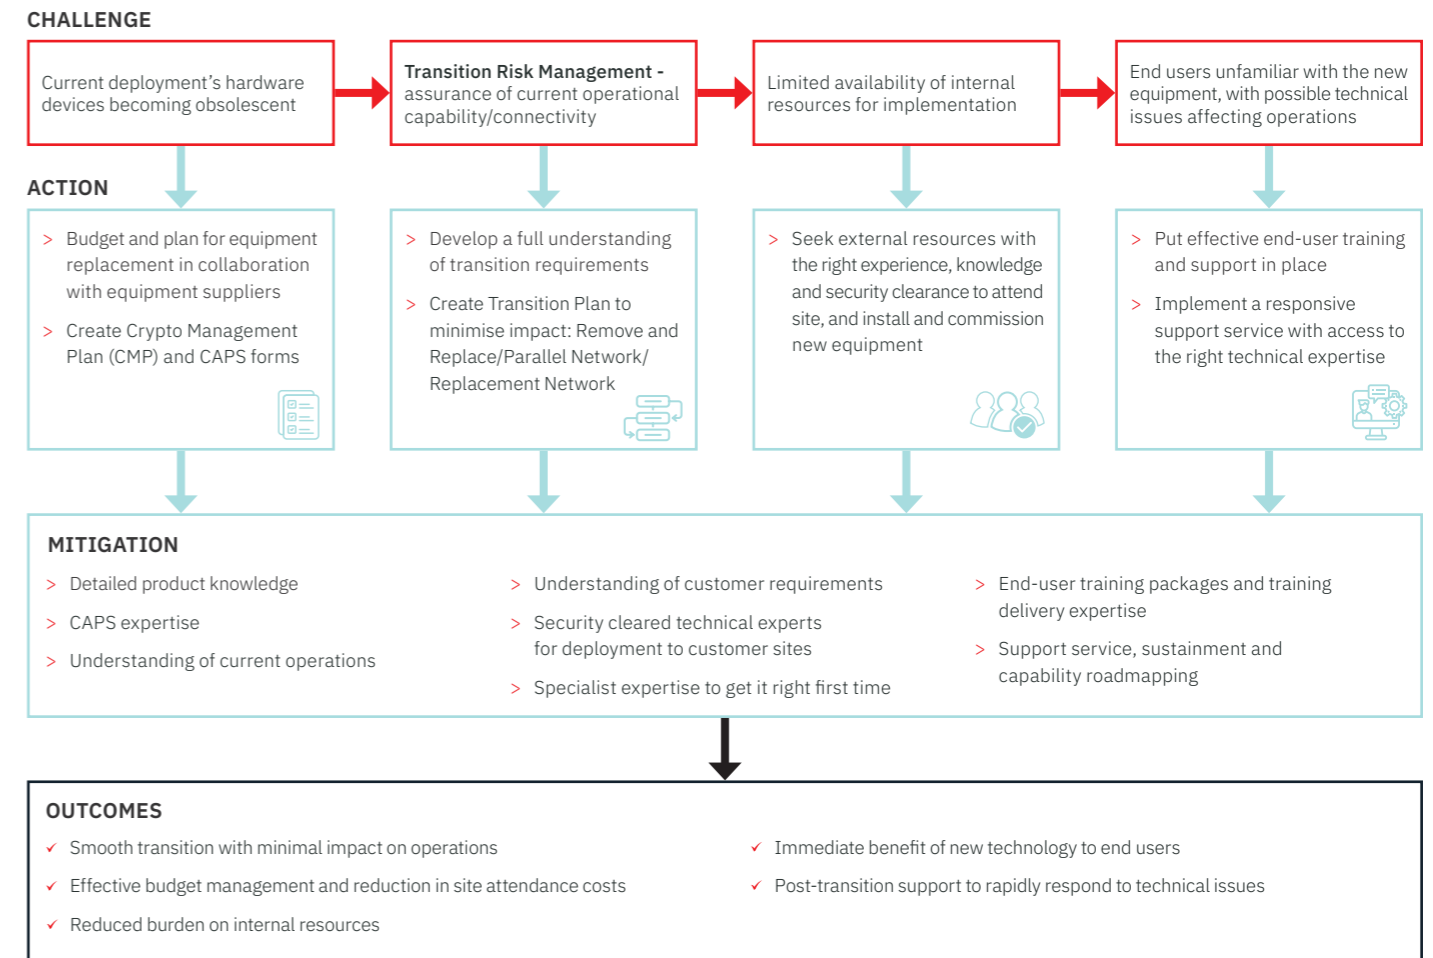 CHALLENGE
Current deployment's hardware
devices becoming obsolescent
Transition Risk Management -
assurance of current operational
capability/connectivity
Limited availability of internal
resources for implementation
End users unfamiliar with the new
equipment, with possible technical
issues affecting operations
ACTION
> Budget and plan for equipment
replacement in collaboration
with equipment suppliers
> Create Crypto Management
Plan (CMP) and CAPS forms
> Develop a full understanding
of transition requirements
> Create Transition Plan to
minimise impact: Remove and
Replace/Parallel Network/
Replacement Network
> Seek external resources with
the right experience, knowledge
and security clearance to attend
site, and install and commission
new equipment
> Put effective end-user training
and support in place
> Implement a responsive
support service with access to
the right technical expertise
MITIGATION
> Detailed product knowledge
> CAPS expertise
> Understanding of current operations
> Understanding of customer requirements
> Security cleared technical experts
for deployment to customer sites
> Specialist expertise to get it right first time
> End-user training packages and training
delivery expertise
> Support service, sustainment and
capability roadmapping
OUTCOMES
✓ Smooth transition with minimal impact on operations
✓ Effective budget management and reduction in site attendance costs
✓ Reduced burden on internal resources
✓ Immediate benefit of new technology to end users
✓ Post-transition support to rapidly respond to technical issues